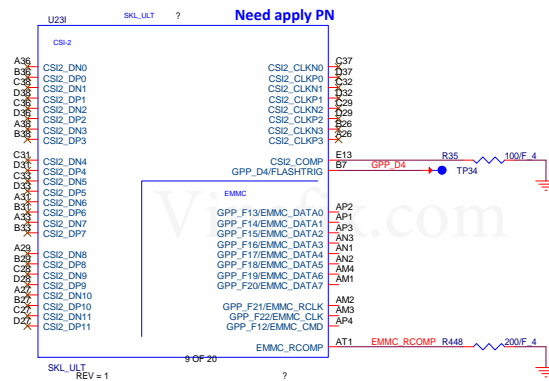 Need apply PN
U23I
SKL_ULT ?
CSI-2
A36 CSI2_DN0
B36 CSI2_DP0
C38 CSI2_DN1
D38 CSI2_DP1
C36 CSI2_DN2
D36 CSI2_DP2
A38 CSI2_DN3
B38 CSI2_DP3
C31 CSI2_DN4
D31 CSI2_DP4
C33 CSI2_DN5
D33 CSI2_DP5
A31 CSI2_DN6
B31 CSI2_DP6
A33 CSI2_DN7
B33 CSI2_DP7
A29 CSI2_DN8
B29 CSI2_DP8
C28 CSI2_DN9
D28 CSI2_DP9
A27 CSI2_DN10
B27 CSI2_DP10
C27 CSI2_DN11
D27 CSI2_DP11
CSI2_CLKN0 C37
CSI2_CLKP0 D37
CSI2_CLKN1 C32
CSI2_CLKP1 D32
CSI2_CLKN2 C29
CSI2_CLKP2 D29
CSI2_CLKN3 B26
CSI2_CLKP3 A26
CSI2_COMP E13 R35 100/F_4
GPP_D4/FLASHTRIG B7 GPP_D4 TP34
EMMC
GPP_F13/EMMC_DATA0 AP2
GPP_F14/EMMC_DATA1 AP1
GPP_F15/EMMC_DATA2 AP3
GPP_F16/EMMC_DATA3 AN3
GPP_F17/EMMC_DATA4 AN1
GPP_F18/EMMC_DATA5 AN2
GPP_F19/EMMC_DATA6 AM4
GPP_F20/EMMC_DATA7 AM1
GPP_F21/EMMC_RCLK AM2
GPP_F22/EMMC_CLK AM3
GPP_F12/EMMC_CMD AP4
EMMC_RCOMP AT1 EMMC_RCOMP R448 200/F_4
9 OF 20
SKL_ULT
REV = 1 ?